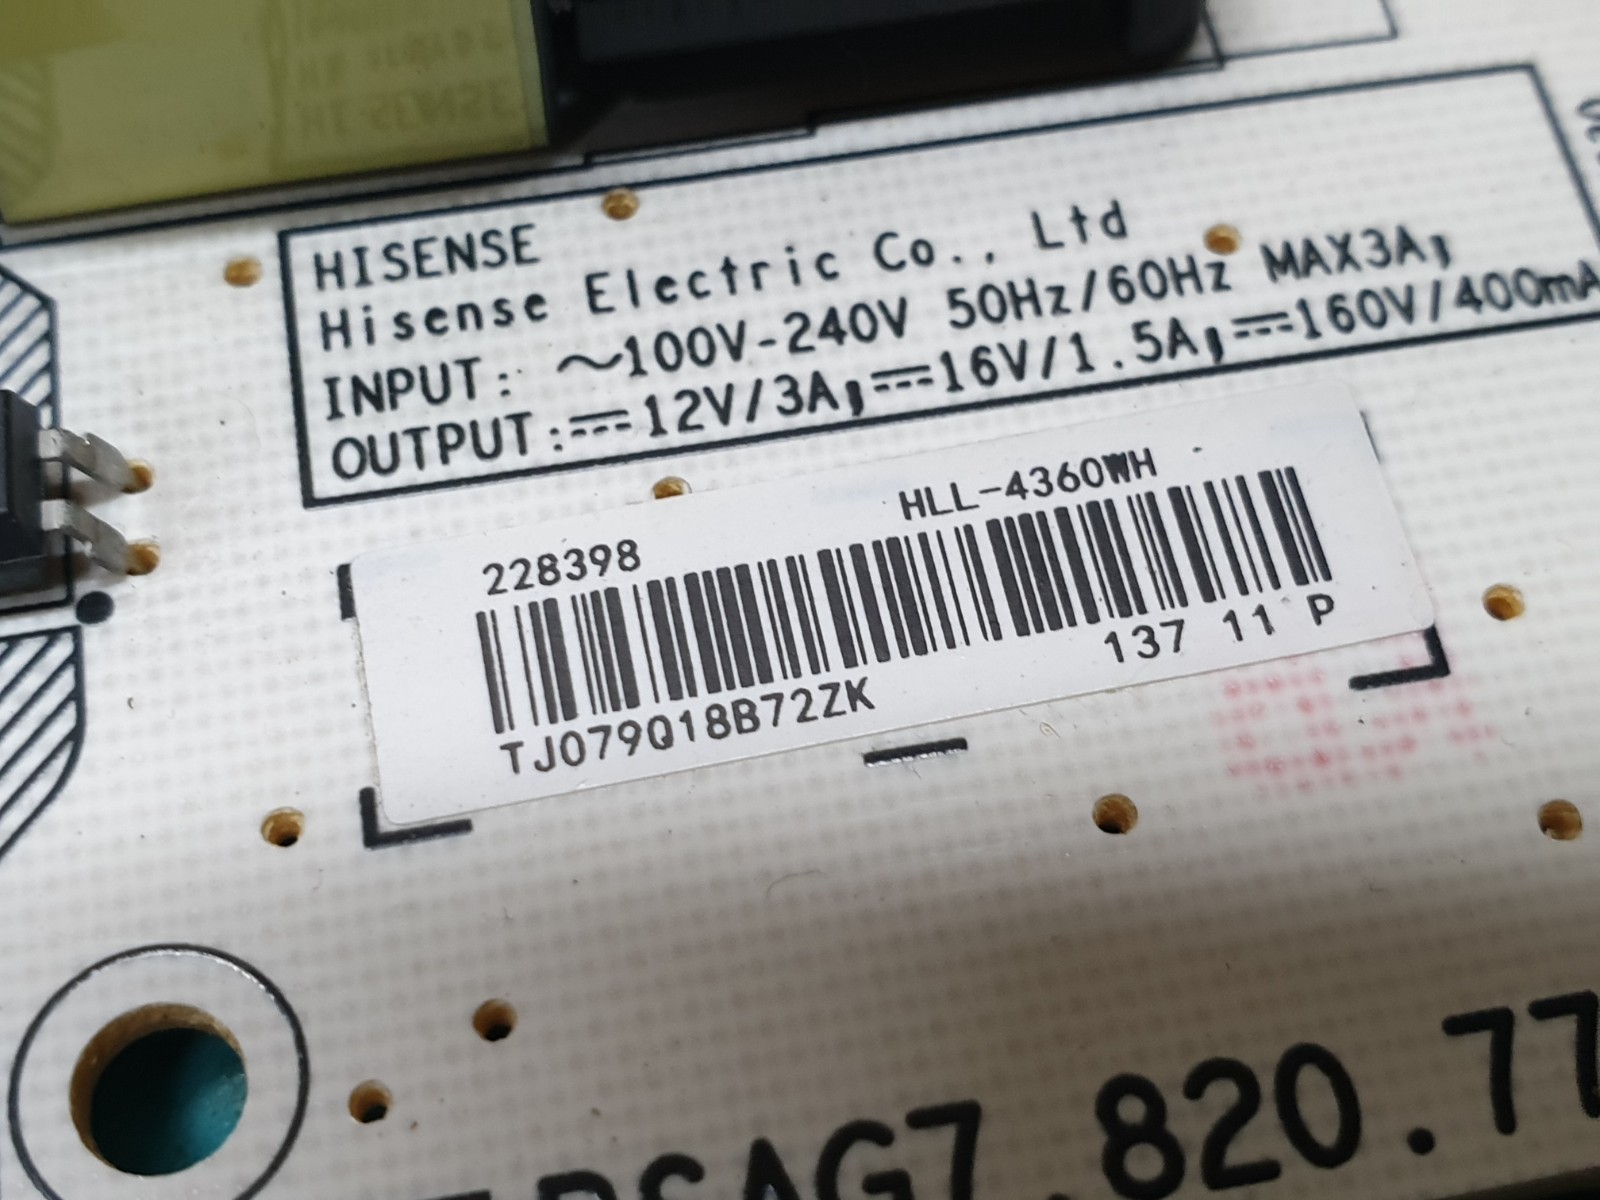 HISENSE
Hisense Electric Co., Ltd
INPUT: ～100V-240V 50Hz/60Hz MAX3A,
OUTPUT:⎓12V/3A,⎓16V/1.5A,⎓160V/400mA
HLL-4360WH
228398
137 11 P
TJ079Q18B72ZK
RSAG7.820.77